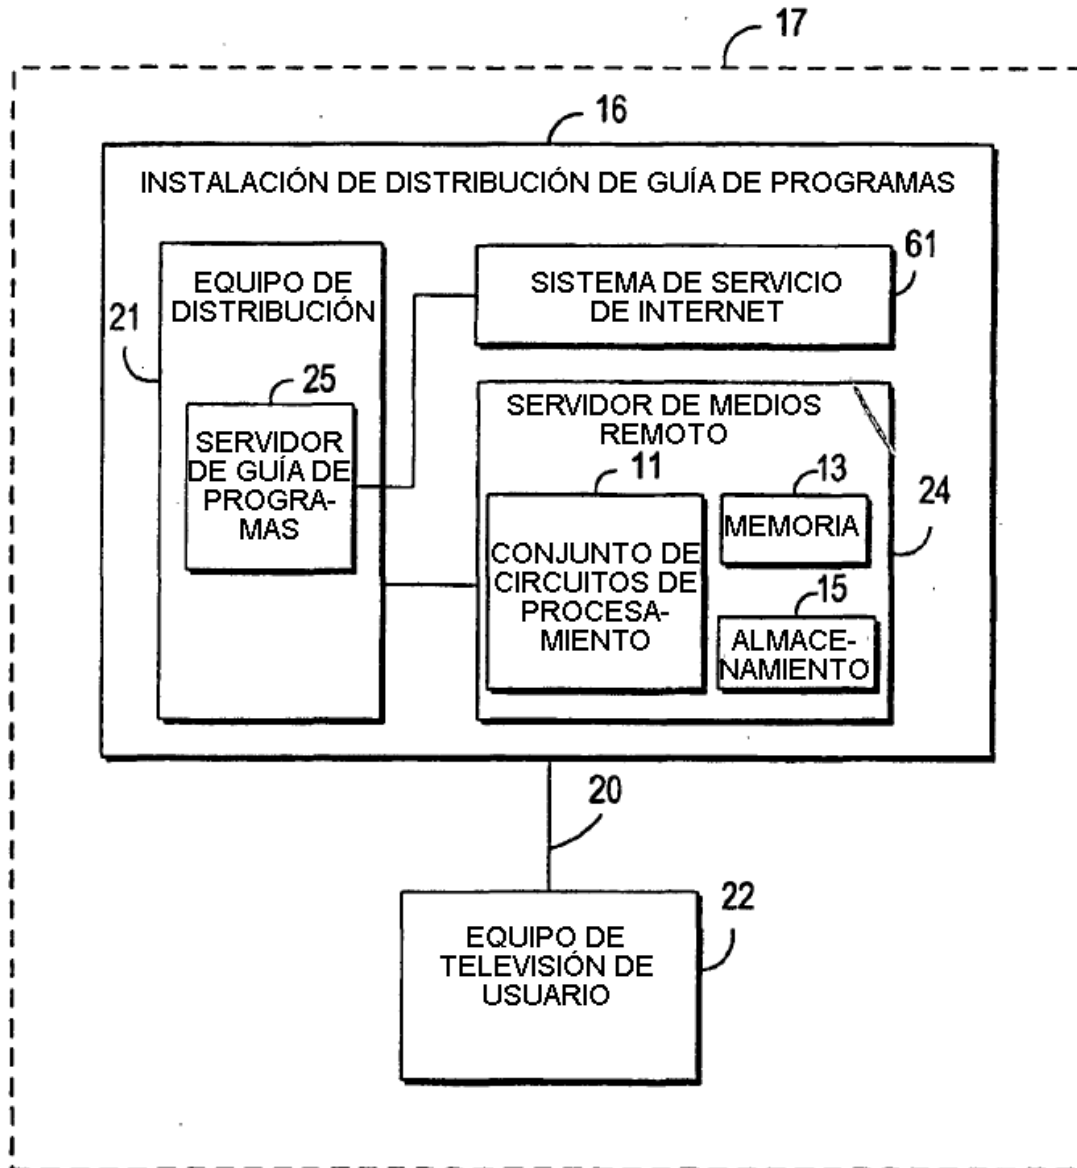 17
16
INSTALACIÓN DE DISTRIBUCIÓN DE GUÍA DE PROGRAMAS
61
EQUIPO DE
DISTRIBUCIÓN
21
SISTEMA DE SERVICIO
DE INTERNET
25
SERVIDOR
DE GUÍA DE
PROGRA-
MAS
SERVIDOR DE MEDIOS
REMOTO
11
13
24
CONJUNTO DE
CIRCUITOS DE
PROCESA-
MIENTO
MEMORIA
15
ALMACE-
NAMIENTO
20
22
EQUIPO DE
TELEVISIÓN DE
USUARIO